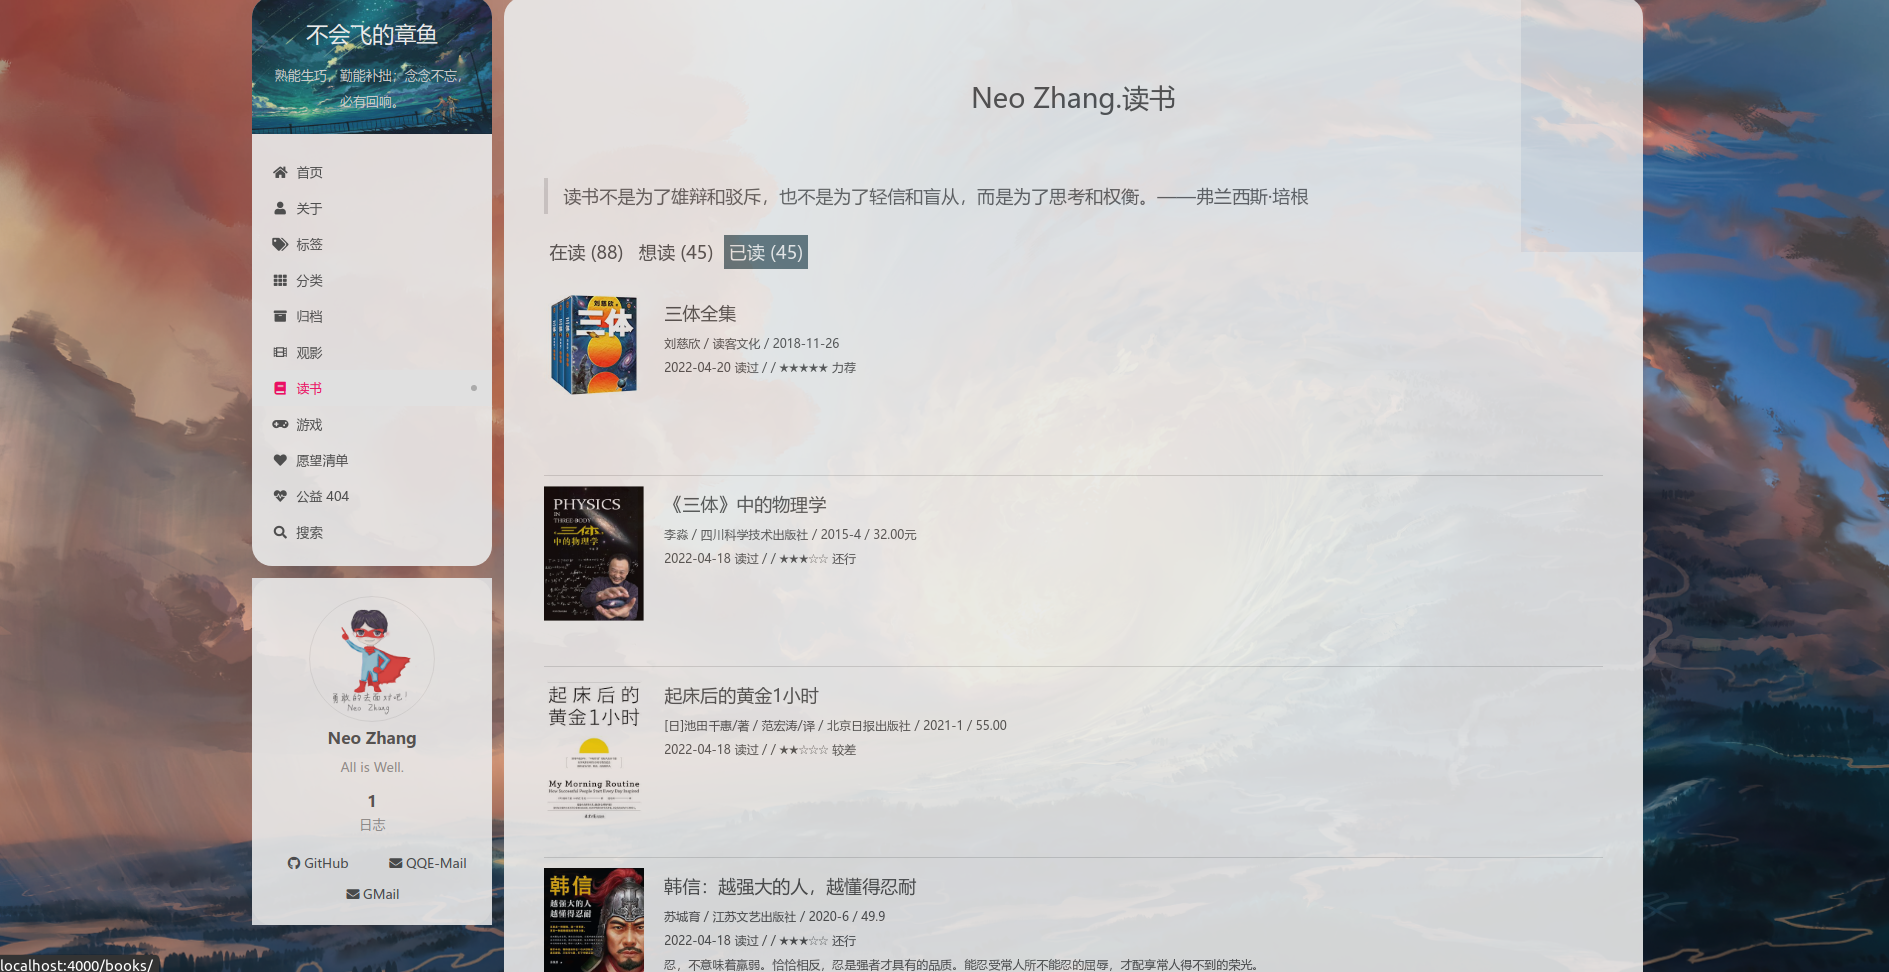 不会飞的章鱼
熟能生巧，勤能补拙；念念不忘，
必有回响。
首页
关于
标签
分类
归档
观影
读书
游戏
愿望清单
公益 404
搜索
勇敢的去面对吧！
Neo Zhang
Neo Zhang
All is Well.
1
日志
GitHub
QQE-Mail
GMail
Neo Zhang.读书
读书不是为了雄辩和驳斥，也不是为了轻信和盲从，而是为了思考和权衡。——弗兰西斯·培根
在读 (88) 想读 (45) 已读 (45)
刘慈欣
三体
三体全集
刘慈欣 / 读客文化 / 2018-11-26
2022-04-20 读过 / / ★★★★★ 力荐
PHYSICS
IN
THREE-BODY
三体
中的物理学
《三体》中的物理学
李淼 / 四川科学技术出版社 / 2015-4 / 32.00元
2022-04-18 读过 / / ★★★☆☆ 还行
起床后的
黄金1小时
My Morning Routine
起床后的黄金1小时
[日]池田千惠/著 / 范宏涛/译 / 北京日报出版社 / 2021-1 / 55.00
2022-04-18 读过 / / ★★☆☆☆ 较差
韩信
越强大的人
越懂得忍耐
韩信：越强大的人，越懂得忍耐
苏城育 / 江苏文艺出版社 / 2020-6 / 49.9
2022-04-18 读过 / / ★★★☆☆ 还行
忍，不意味着羸弱。恰恰相反，忍是强者才具有的品质。能忍受常人所不能忍的屈辱，才配享常人得不到的荣光。
localhost:4000/books/